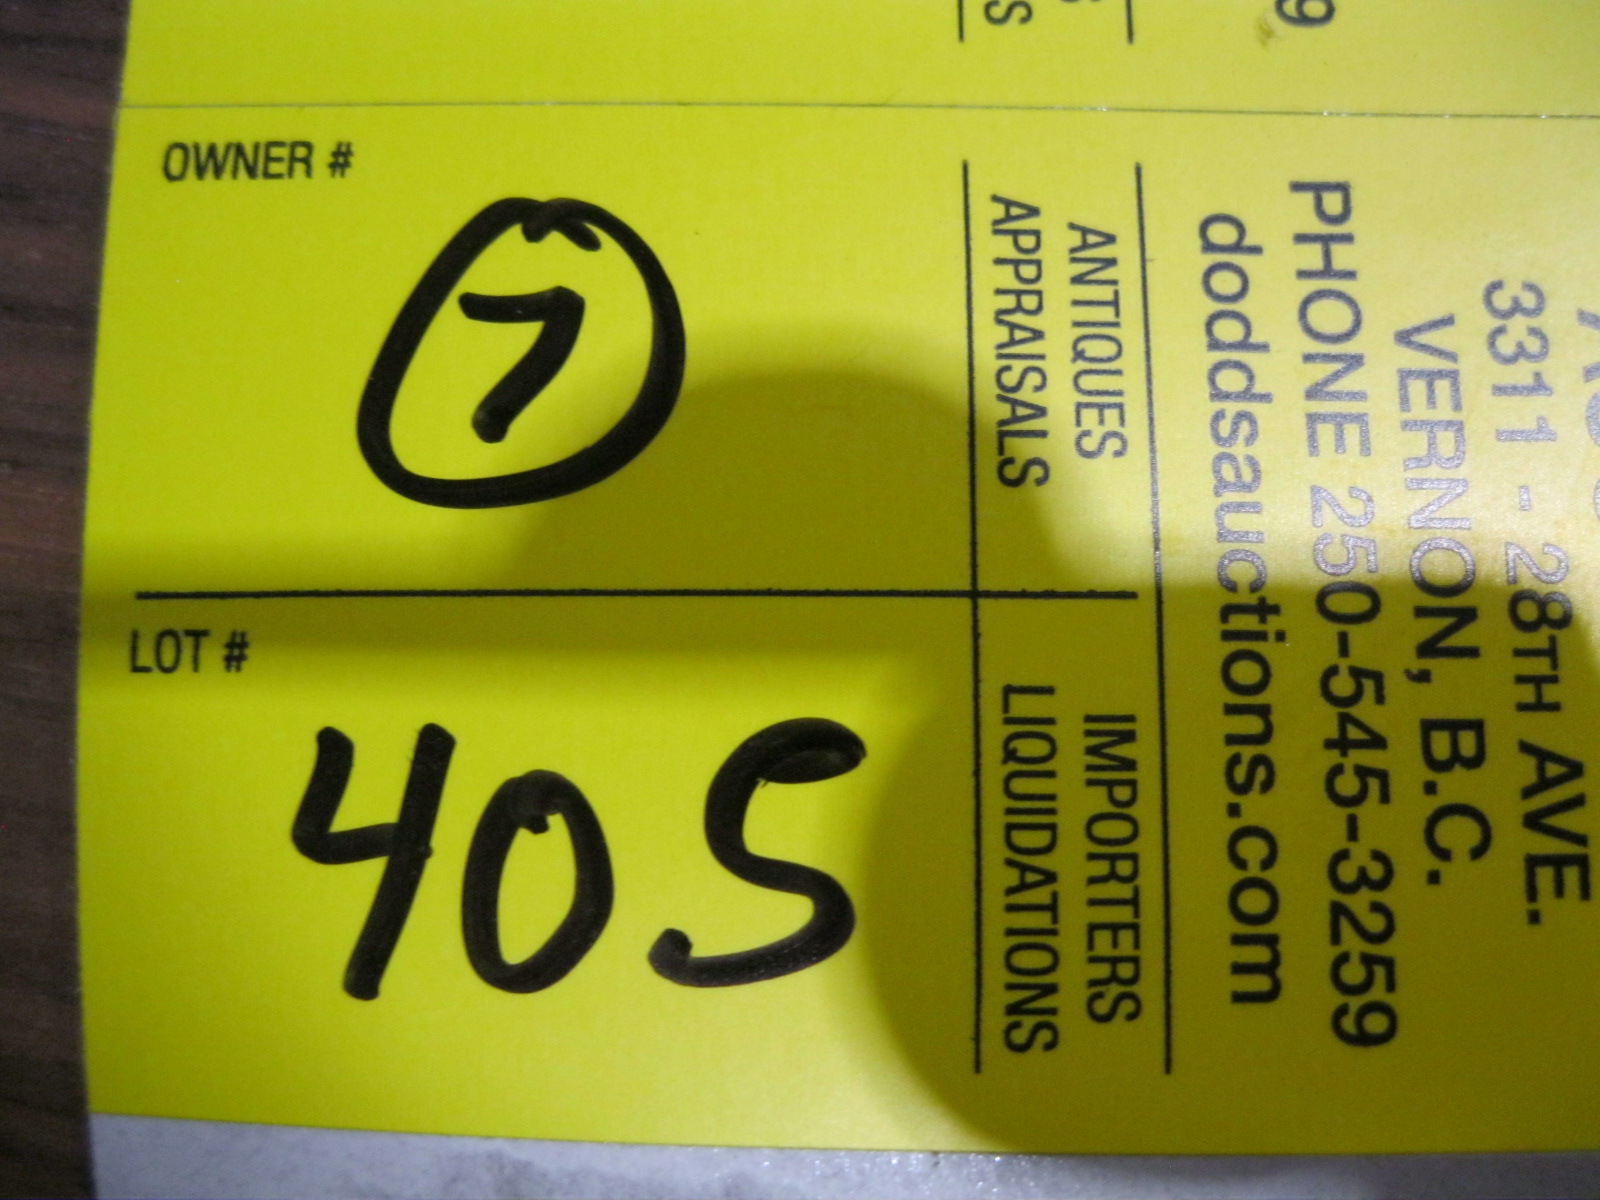 OWNER #
7
LOT #
405
3311 - 28TH AVE.
VERNON, B.C.
PHONE 250-545-3259
doddsauctions.com
ANTIQUES IMPORTERS
APPRAISALS LIQUIDATIONS